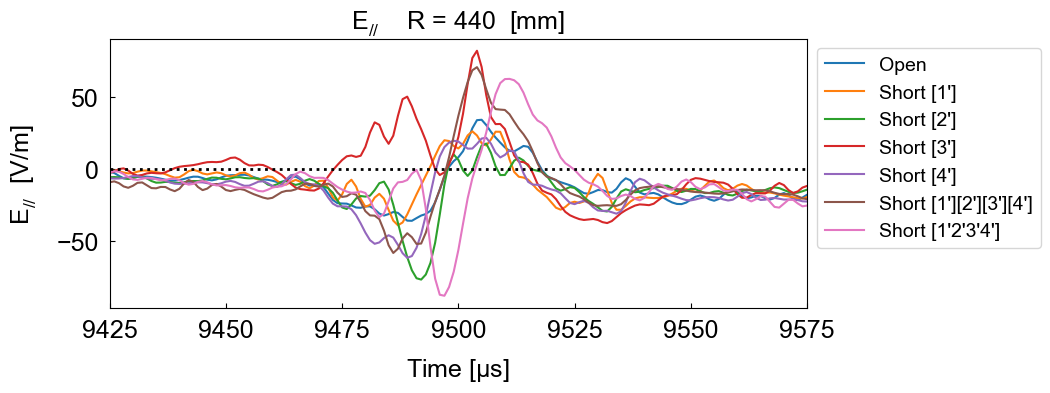 E// R = 440 [mm]
E// [V/m]
50
0
−50
9425 9450 9475 9500 9525 9550 9575
Time [μs]
Open
Short [1']
Short [2']
Short [3']
Short [4']
Short [1'][2'][3'][4']
Short [1'2'3'4']